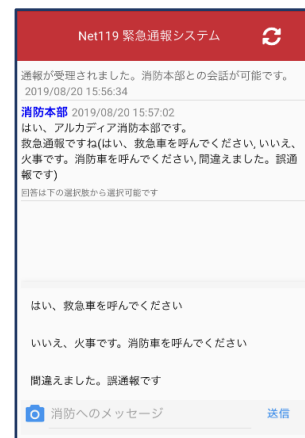 Net119 緊急通報システム
通報が受理されました。消防本部との会話が可能です。
2019/08/20 15:56:34
消防本部 2019/08/20 15:57:02
はい、アルカディア消防本部です。
救急通報ですね(はい、救急車を呼んでください, いいえ、
火事です。消防車を呼んでください, 間違えました。誤通
報です)
回答は下の選択肢から選択可能です
はい、救急車を呼んでください
いいえ、火事です。消防車を呼んでください
間違えました。誤通報です
消防へのメッセージ 送信